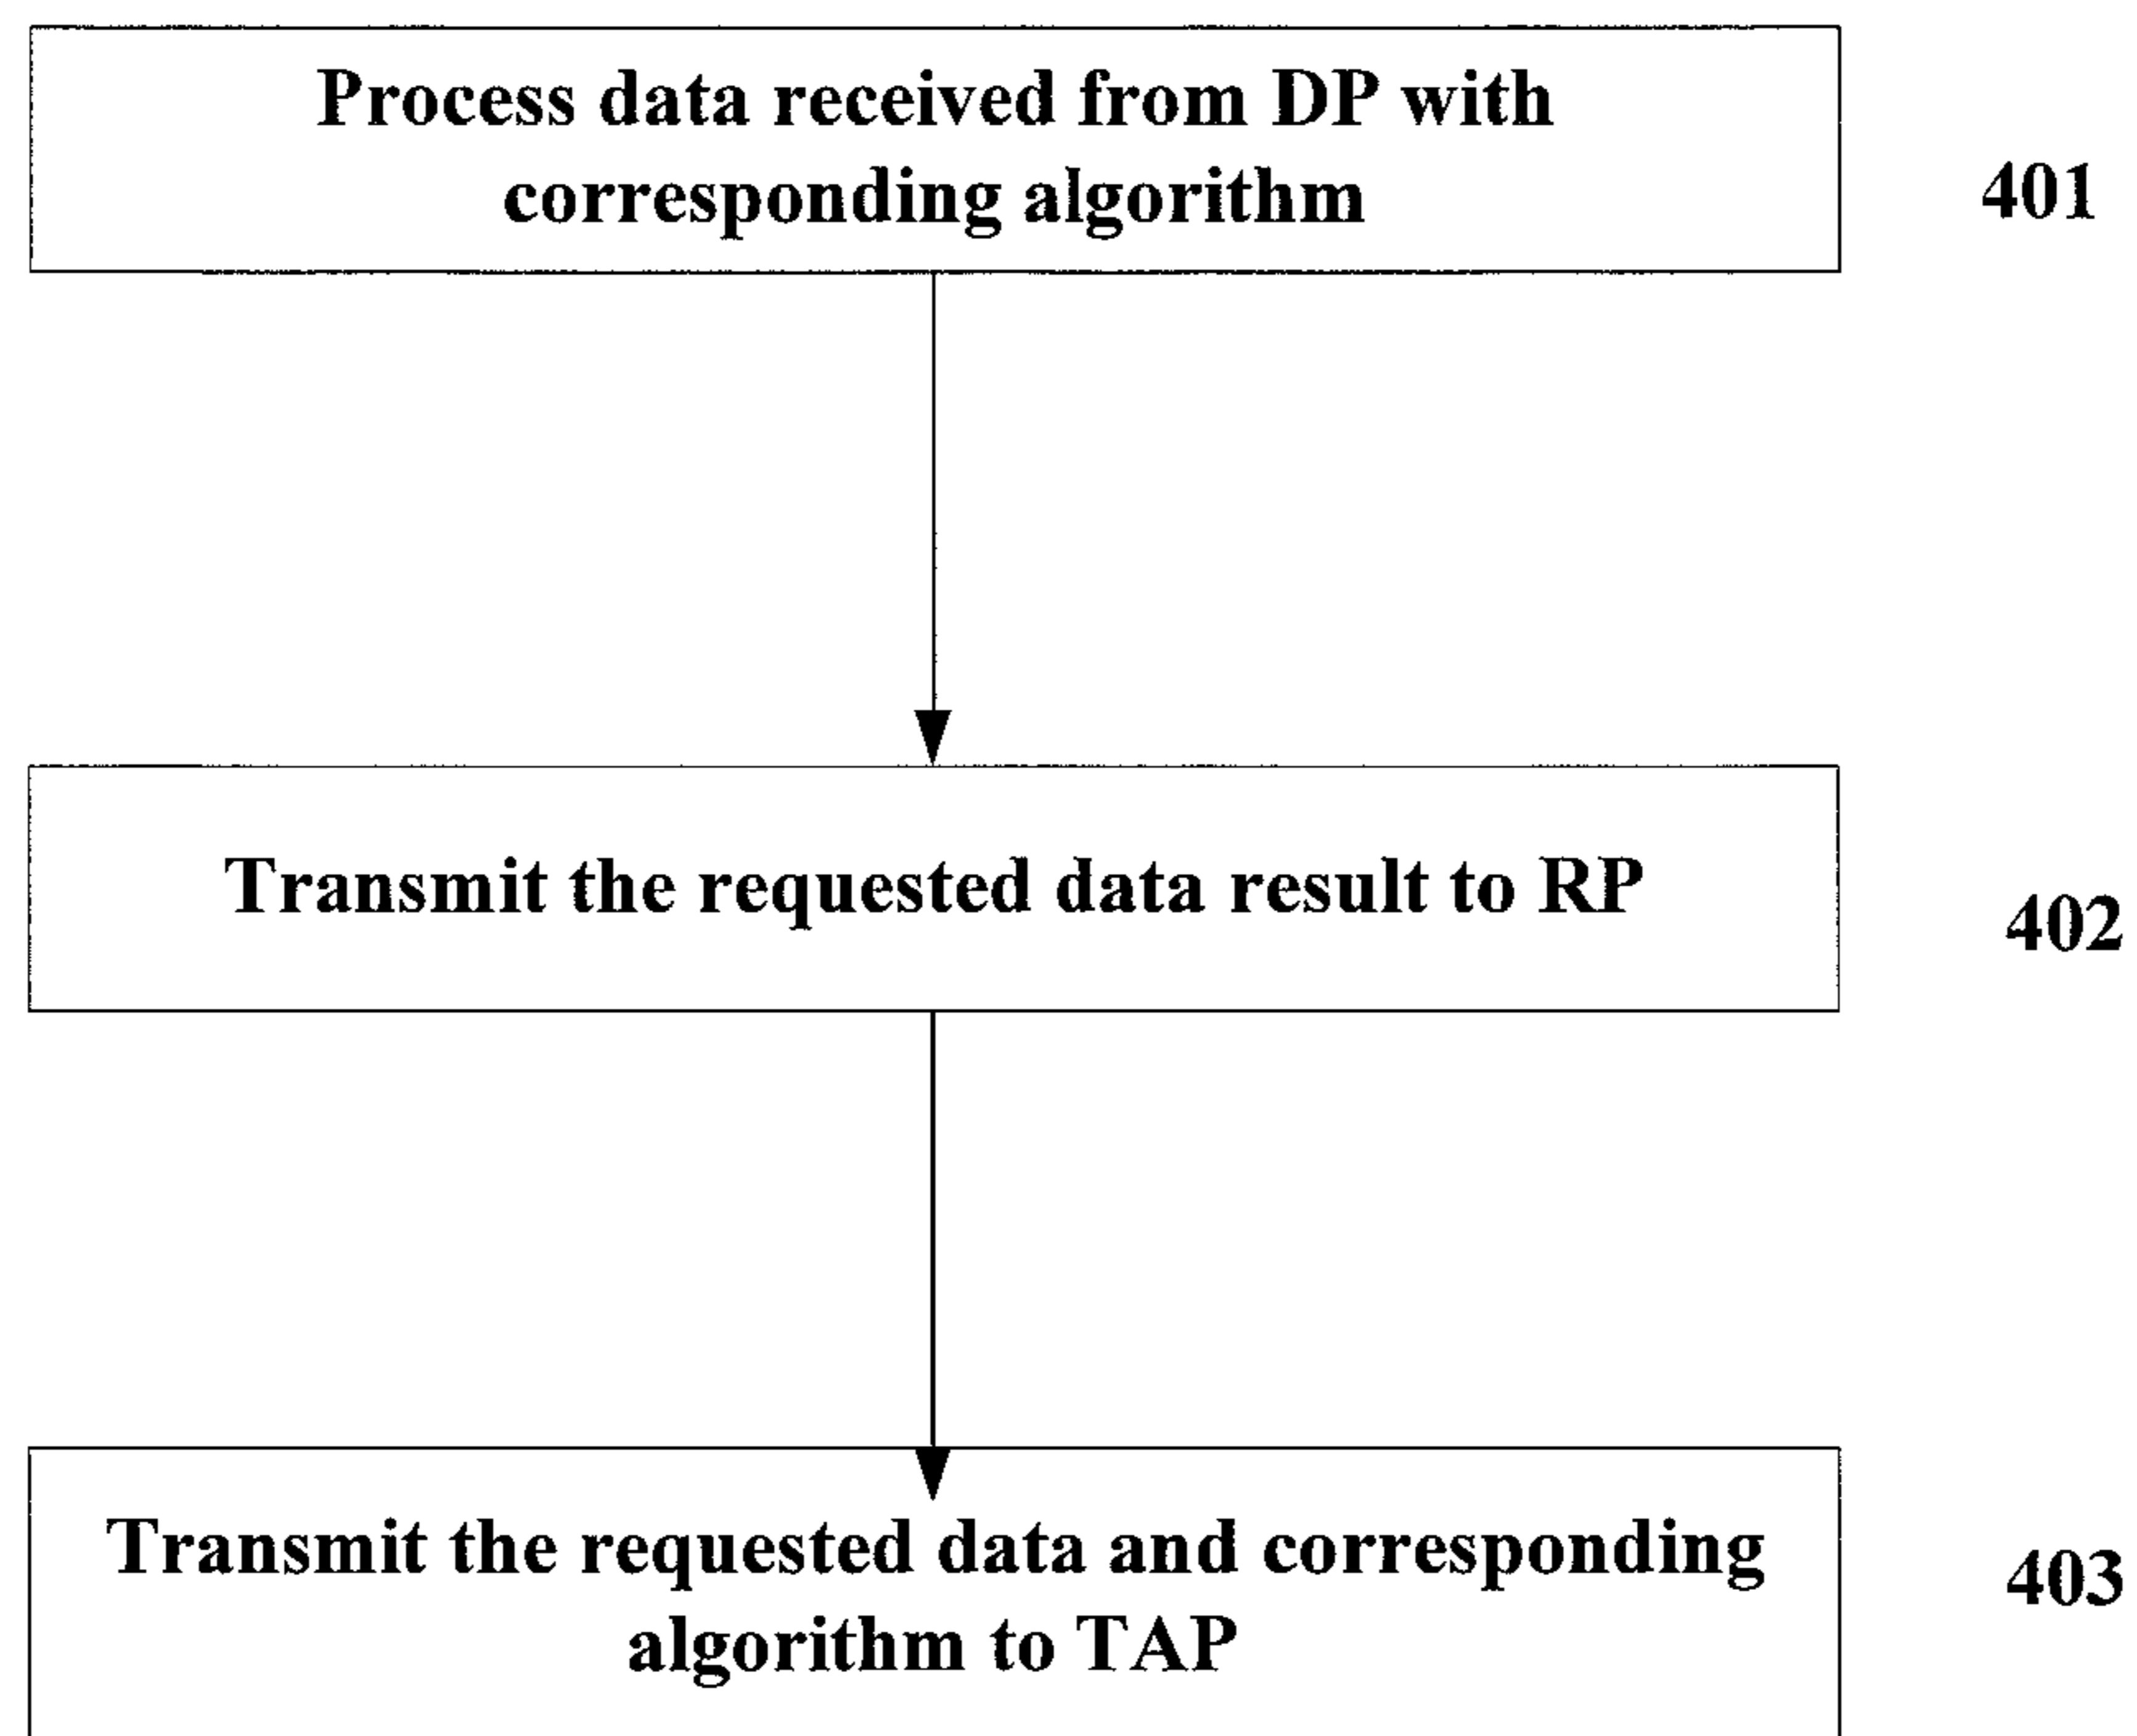 Process data received from DP with
corresponding algorithm
401
Transmit the requested data result to RP
402
Transmit the requested data and corresponding
algorithm to TAP
403